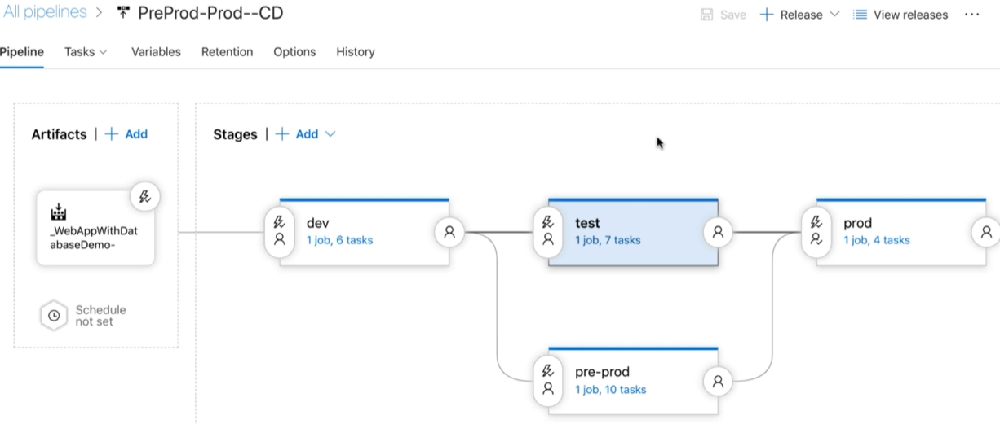 All pipelines > PreProd-Prod--CD
Save + Release View releases ...
Pipeline Tasks Variables Retention Options History
Artifacts | + Add
Stages | + Add
_WebAppWithDat
abaseDemo-
Schedule
not set
dev
1 job, 6 tasks
test
1 job, 7 tasks
prod
1 job, 4 tasks
pre-prod
1 job, 10 tasks